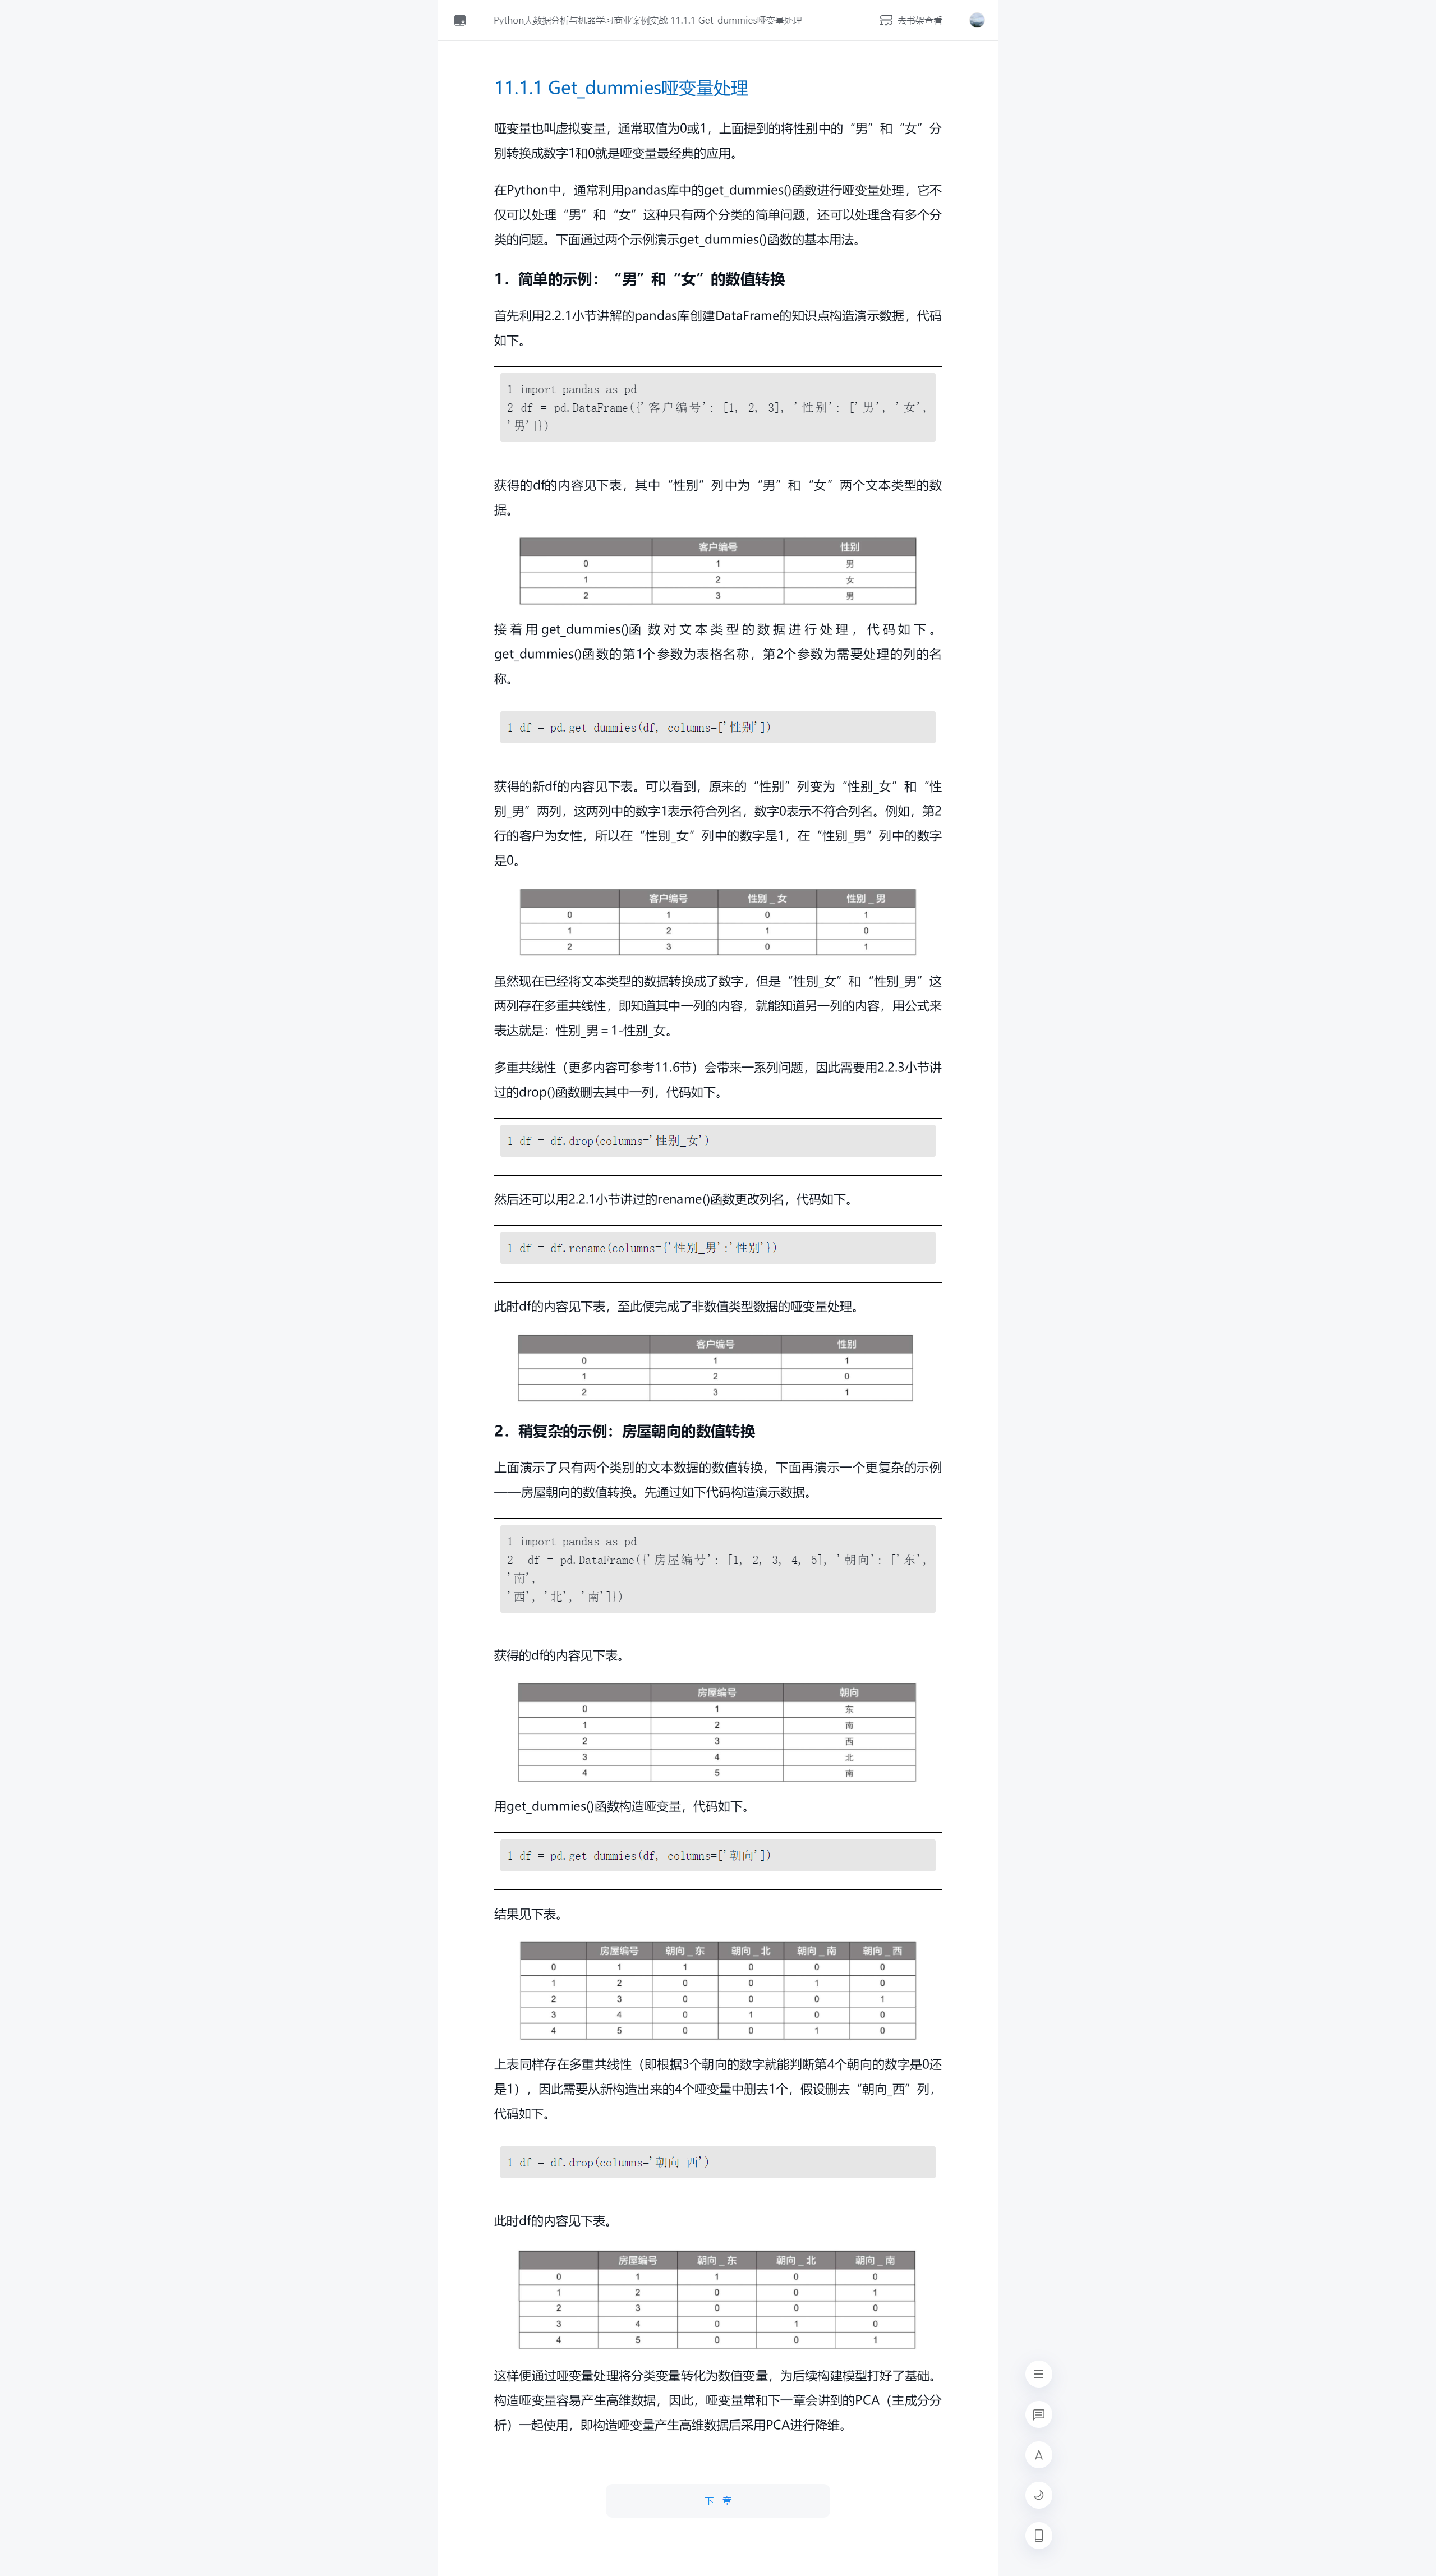 Python大数据分析与机器学习商业案例实战 11.1.1 Get_dummies哑变量处理
去书架查看
11.1.1 Get_dummies哑变量处理
哑变量也叫虚拟变量，通常取值为0或1，上面提到的将性别中的“男”和“女”分
别转换成数字1和0就是哑变量最经典的应用。
在Python中，通常利用pandas库中的get_dummies()函数进行哑变量处理，它不
仅可以处理“男”和“女”这种只有两个分类的简单问题，还可以处理含有多个分
类的问题。下面通过两个示例演示get_dummies()函数的基本用法。
1．简单的示例：“男”和“女”的数值转换
首先利用2.2.1小节讲解的pandas库创建DataFrame的知识点构造演示数据，代码
如下。
1 import pandas as pd
2 df = pd.DataFrame({'客户编号': [1, 2, 3], '性别': ['男', '女',
'男']})
获得的df的内容见下表，其中“性别”列中为“男”和“女”两个文本类型的数
据。
客户编号 性别
0 1 男
1 2 女
2 3 男
接着用get_dummies()函数对文本类型的数据进行处理，代码如下。
get_dummies()函数的第1个参数为表格名称，第2个参数为需要处理的列的名
称。
1 df = pd.get_dummies(df, columns=['性别'])
获得的新df的内容见下表。可以看到，原来的“性别”列变为“性别_女”和“性
别_男”两列，这两列中的数字1表示符合列名，数字0表示不符合列名。例如，第2
行的客户为女性，所以在“性别_女”列中的数字是1，在“性别_男”列中的数字
是0。
客户编号 性别_女 性别_男
0 1 0 1
1 2 1 0
2 3 0 1
虽然现在已经将文本类型的数据转换成了数字，但是“性别_女”和“性别_男”这
两列存在多重共线性，即知道其中一列的内容，就能知道另一列的内容，用公式来
表达就是：性别_男＝1-性别_女。
多重共线性（更多内容可参考11.6节）会带来一系列问题，因此需要用2.2.3小节讲
过的drop()函数删去其中一列，代码如下。
1 df = df.drop(columns='性别_女')
然后还可以用2.2.1小节讲过的rename()函数更改列名，代码如下。
1 df = df.rename(columns={'性别_男':'性别'})
此时df的内容见下表，至此便完成了非数值类型数据的哑变量处理。
客户编号 性别
0 1 1
1 2 0
2 3 1
2．稍复杂的示例：房屋朝向的数值转换
上面演示了只有两个类别的文本数据的数值转换，下面再演示一个更复杂的示例
——房屋朝向的数值转换。先通过如下代码构造演示数据。
1 import pandas as pd
2 df = pd.DataFrame({'房屋编号': [1, 2, 3, 4, 5], '朝向': ['东',
'南',
'西', '北', '南']})
获得的df的内容见下表。
房屋编号 朝向
0 1 东
1 2 南
2 3 西
3 4 北
4 5 南
用get_dummies()函数构造哑变量，代码如下。
1 df = pd.get_dummies(df, columns=['朝向'])
结果见下表。
房屋编号 朝向_东 朝向_北 朝向_南 朝向_西
0 1 1 0 0 0
1 2 0 0 1 0
2 3 0 0 0 1
3 4 0 1 0 0
4 5 0 0 1 0
上表同样存在多重共线性（即根据3个朝向的数字就能判断第4个朝向的数字是0还
是1），因此需要从新构造出来的4个哑变量中删去1个，假设删去“朝向_西”列，
代码如下。
1 df = df.drop(columns='朝向_西')
此时df的内容见下表。
房屋编号 朝向_东 朝向_北 朝向_南
0 1 1 0 0
1 2 0 0 1
2 3 0 0 0
3 4 0 1 0
4 5 0 0 1
这样便通过哑变量处理将分类变量转化为数值变量，为后续构建模型打好了基础。
构造哑变量容易产生高维数据，因此，哑变量常和下一章会讲到的PCA（主成分分
析）一起使用，即构造哑变量产生高维数据后采用PCA进行降维。
A
下一章